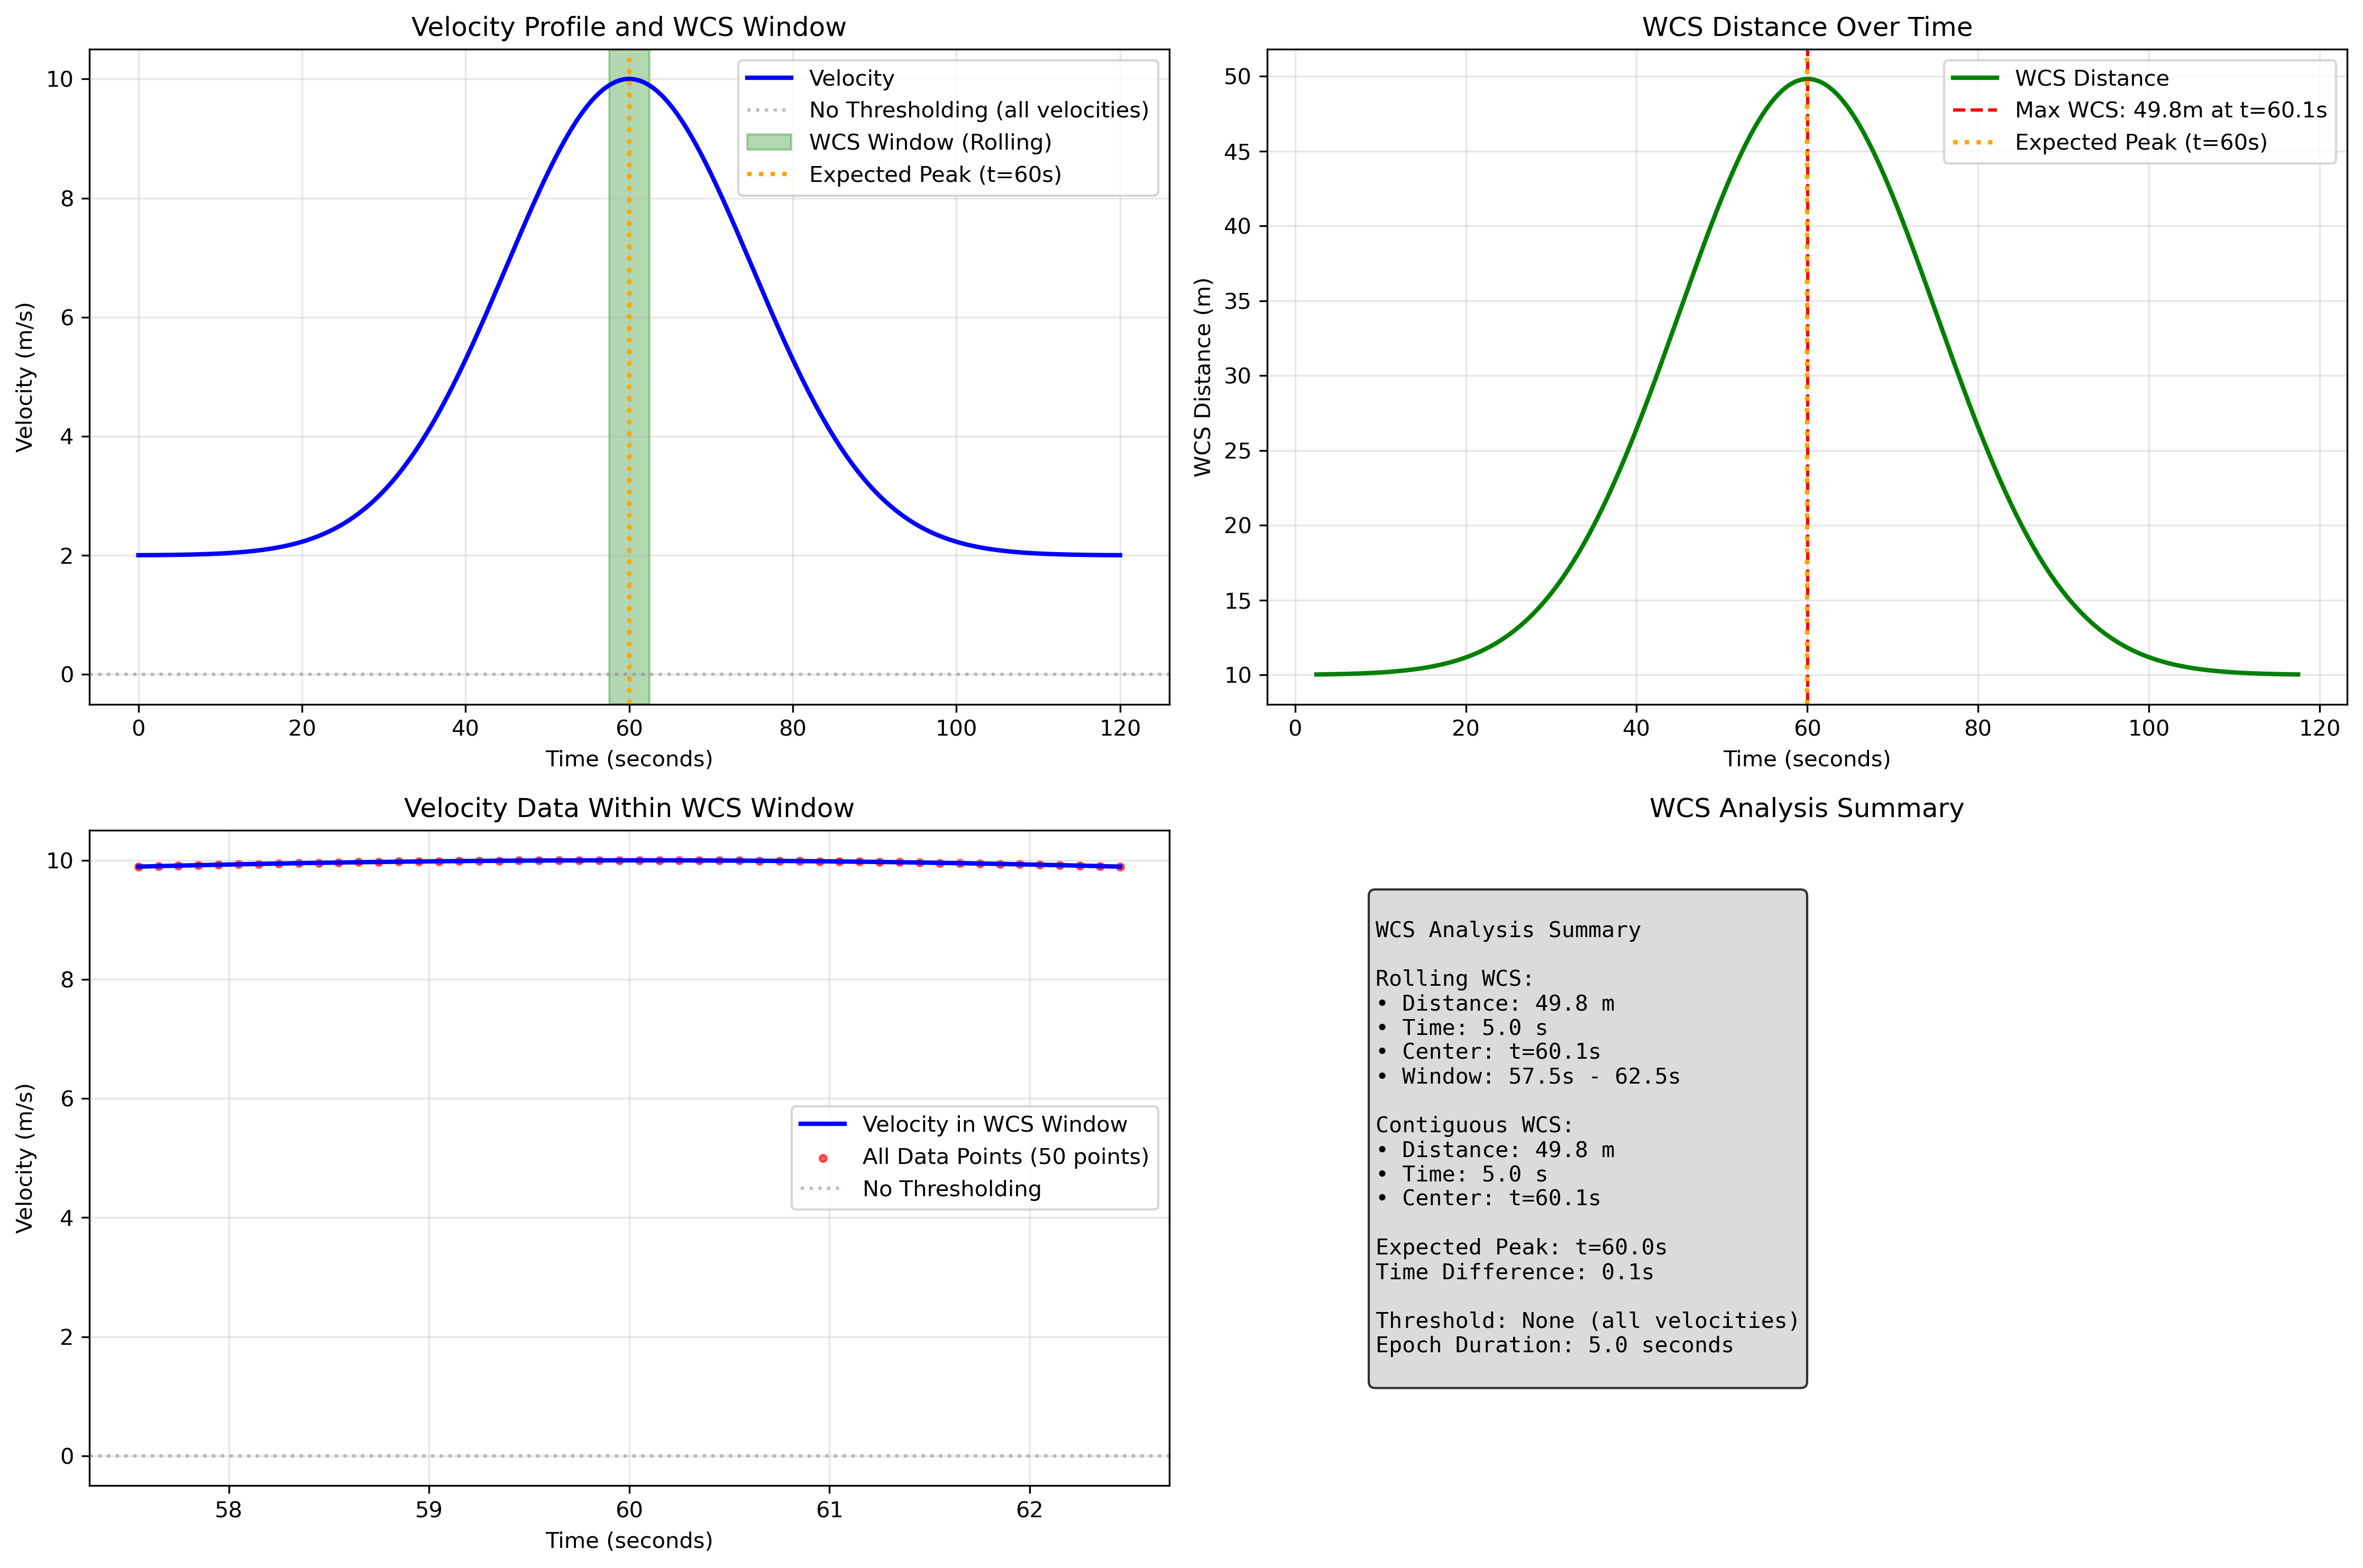 Velocity Profile and WCS Window
Velocity (m/s)
10
8
6
4
2
0
Velocity
No Thresholding (all velocities)
WCS Window (Rolling)
Expected Peak (t=60s)
0 20 40 60 80 100 120
Time (seconds)
WCS Distance Over Time
WCS Distance (m)
50
45
40
35
30
25
20
15
10
WCS Distance
Max WCS: 49.8m at t=60.1s
Expected Peak (t=60s)
0 20 40 60 80 100 120
Time (seconds)
Velocity Data Within WCS Window
Velocity (m/s)
10
8
6
4
2
0
Velocity in WCS Window
All Data Points (50 points)
No Thresholding
58 59 60 61 62
Time (seconds)
WCS Analysis Summary
WCS Analysis Summary
Rolling WCS:
• Distance: 49.8 m
• Time: 5.0 s
• Center: t=60.1s
• Window: 57.5s - 62.5s
Contiguous WCS:
• Distance: 49.8 m
• Time: 5.0 s
• Center: t=60.1s
Expected Peak: t=60.0s
Time Difference: 0.1s
Threshold: None (all velocities)
Epoch Duration: 5.0 seconds